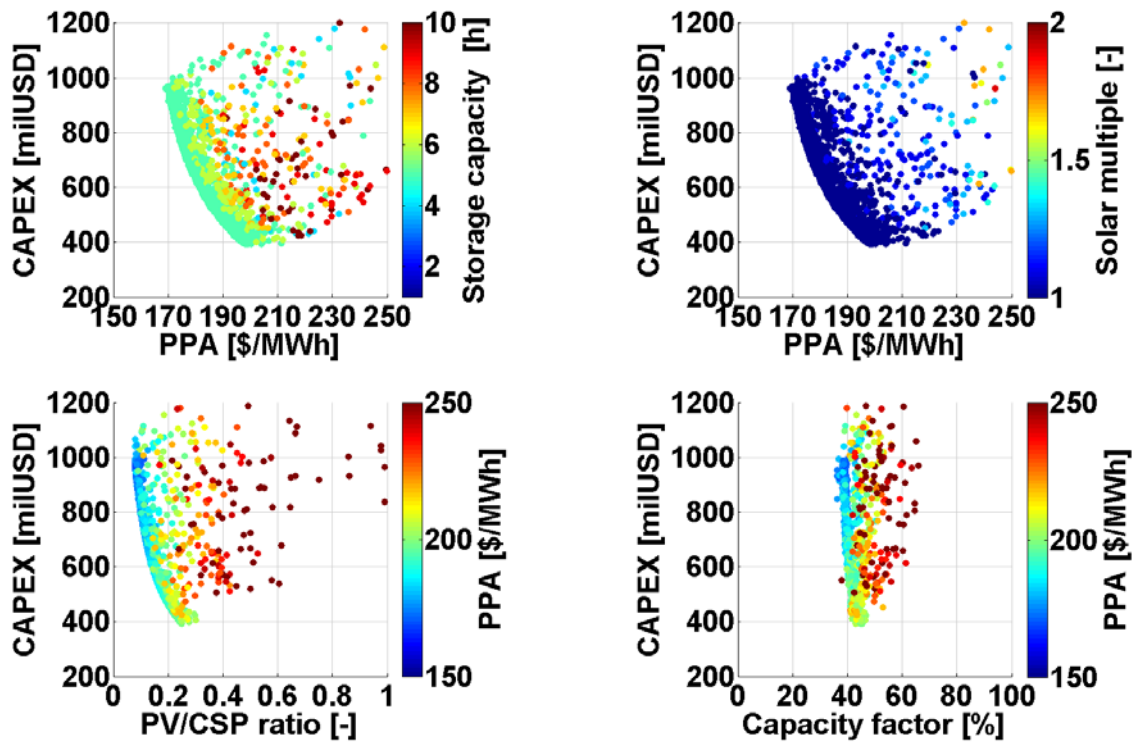 1200
1000
800
600
400
200
150 170 190 210 230 250
CAPEX [milUSD]
PPA [$/MWh]
10
8
6
4
2
Storage capacity [h]
1200
1000
800
600
400
200
150 170 190 210 230 250
CAPEX [milUSD]
PPA [$/MWh]
2
1.5
1
Solar multiple [-]
1200
1000
800
600
400
200
0 0.2 0.4 0.6 0.8 1
CAPEX [milUSD]
PV/CSP ratio [-]
250
200
150
PPA [$/MWh]
1200
1000
800
600
400
200
0 20 40 60 80 100
CAPEX [milUSD]
Capacity factor [%]
250
200
150
PPA [$/MWh]